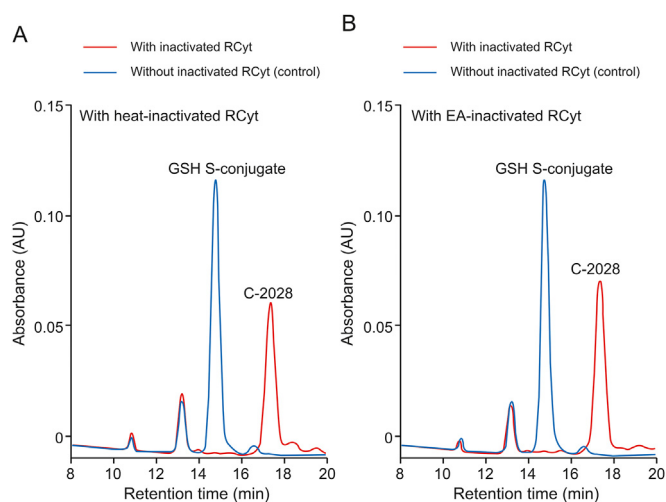 A
With inactivated RCyt
Without inactivated RCyt (control)
With heat-inactivated RCyt
GSH S-conjugate
C-2028
0.15
0.10
0.05
0
Absorbance (AU)
8 10 12 14 16 18 20
Retention time (min)
B
With inactivated RCyt
Without inactivated RCyt (control)
With EA-inactivated RCyt
GSH S-conjugate
C-2028
0.15
0.10
0.05
0
Absorbance (AU)
8 10 12 14 16 18 20
Retention time (min)